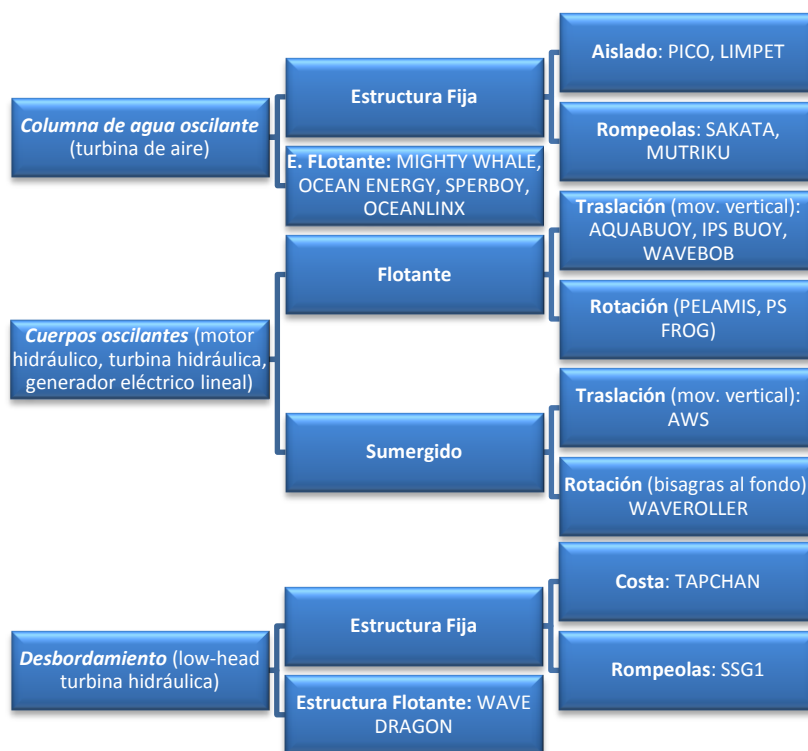 Columna de agua oscilante
(turbina de aire)
Estructura Fija
Aislado: PICO, LIMPET
Rompeolas: SAKATA,
MUTRIKU
E. FLotante: MIGHTY WHALE,
OCEAN ENERGY, SPERBOY,
OCEANLINX
Cuerpos oscilantes (motor
hidráulico, turbina hidráulica,
generador eléctrico lineal)
Flotante
Traslación (mov. vertical):
AQUABUOY, IPS BUOY,
WAVEBOB
Rotación (PELAMIS, PS
FROG)
Sumergido
Traslación (mov. vertical):
AWS
Rotación (bisagras al fondo)
WAVEROLLER
Desbordamiento (low-head
turbina hidráulica)
Estructura Fija
Costa: TAPCHAN
Rompeolas: SSG1
Estructura Flotante: WAVE
DRAGON